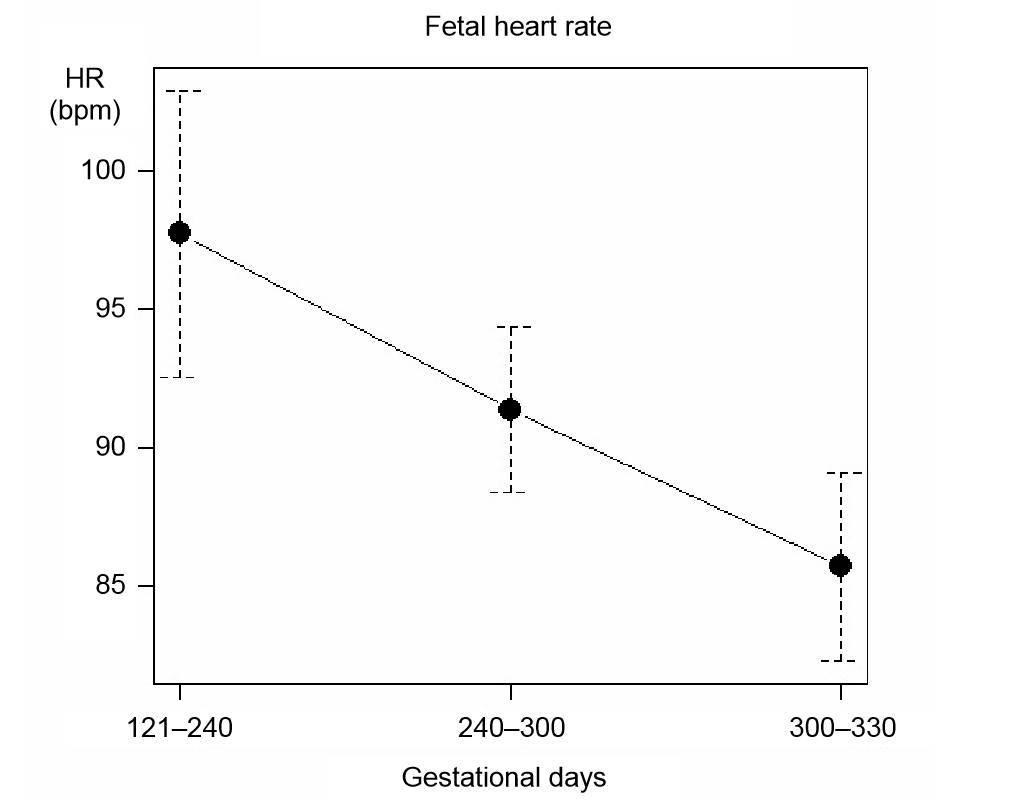 Fetal heart rate
HR
(bpm)
100
95
90
85
121–240
240–300
300–330
Gestational days